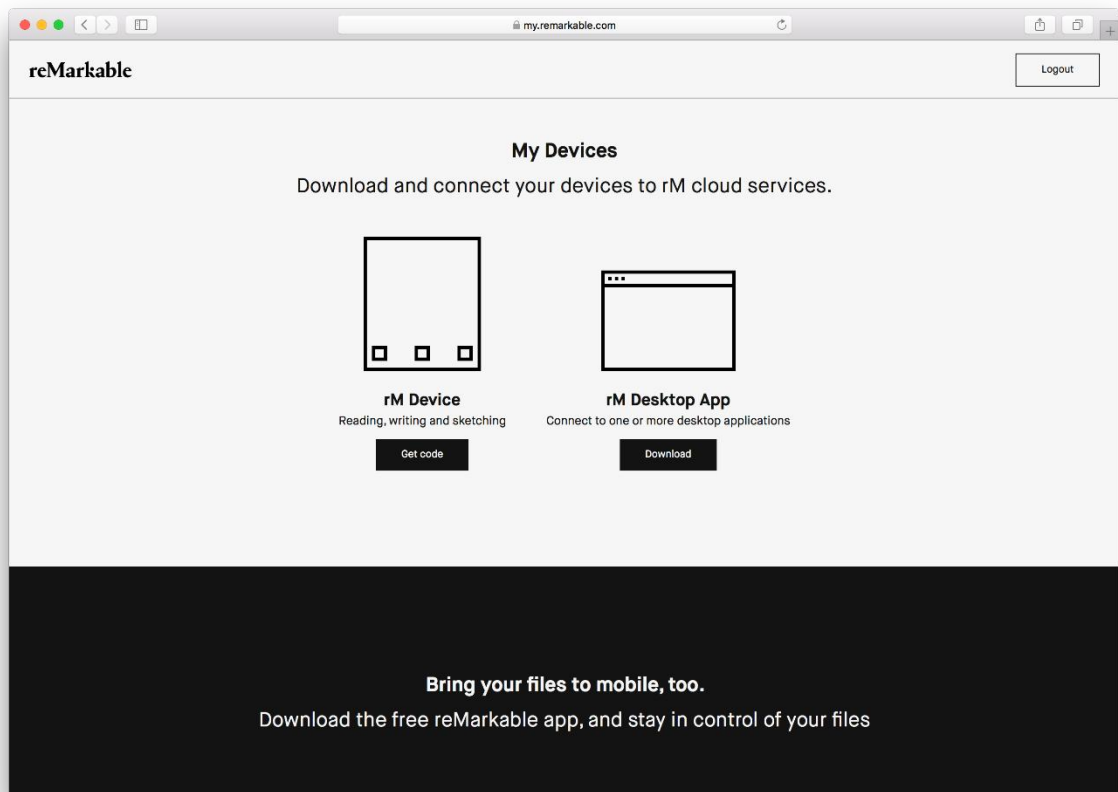 my.remarkable.com
reMarkable
Logout
My Devices
Download and connect your devices to rM cloud services.
rM Device
Reading, writing and sketching
Get code
rM Desktop App
Connect to one or more desktop applications
Download
Bring your files to mobile, too.
Download the free reMarkable app, and stay in control of your files